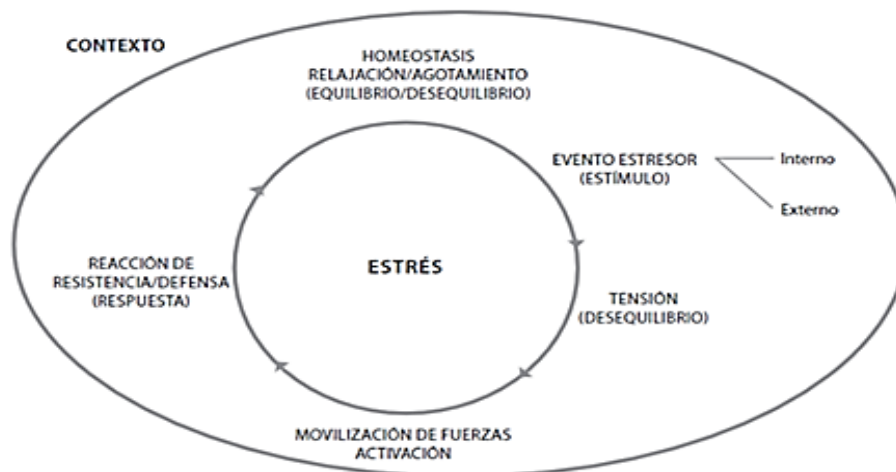 CONTEXTO
HOMEOSTASIS
RELAJACIÓN/AGOTAMIENTO
(EQUILIBRIO/DESEQUILIBRIO)
EVENTO ESTRESOR
(ESTÍMULO)
Interno
Externo
REACCIÓN DE
RESISTENCIA/DEFENSA
(RESPUESTA)
ESTRÉS
TENSIÓN
(DESEQUILIBRIO)
MOVILIZACIÓN DE FUERZAS
ACTIVACIÓN